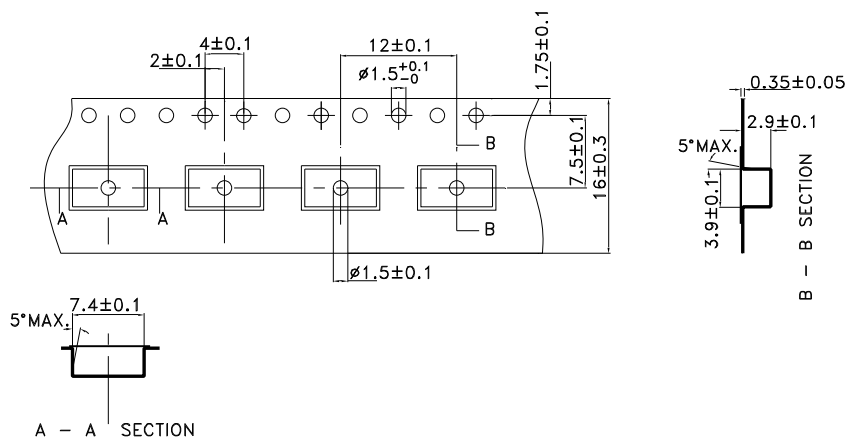 4±0.1
12±0.1
2±0.1
ø1.5+0.1-0
1.75±0.1
0.35±0.05
2.9±0.1
B
5°MAX.
7.5±0.1
16±0.3
3.9±0.1
A
A
B
B – B SECTION
ø1.5±0.1
7.4±0.1
5°MAX.
A – A SECTION